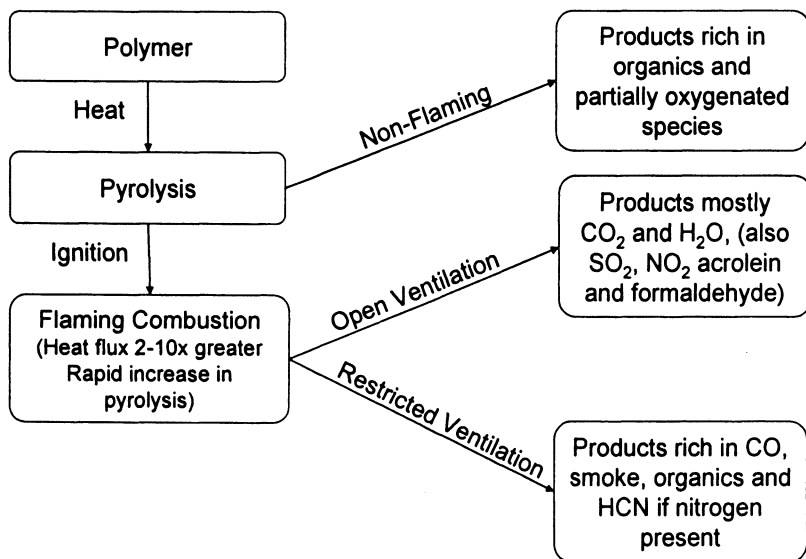 Polymer
Heat
Pyrolysis
Ignition
Flaming Combustion
(Heat flux 2-10x greater
Rapid increase in
pyrolysis)
Non-Flaming
Open Ventilation
Restricted Ventilation
Products rich in
organics and
partially oxygenated
species
Products mostly
CO₂ and H₂O, (also
SO₂, NO₂ acrolein
and formaldehyde)
Products rich in CO,
smoke, organics and
HCN if nitrogen
present